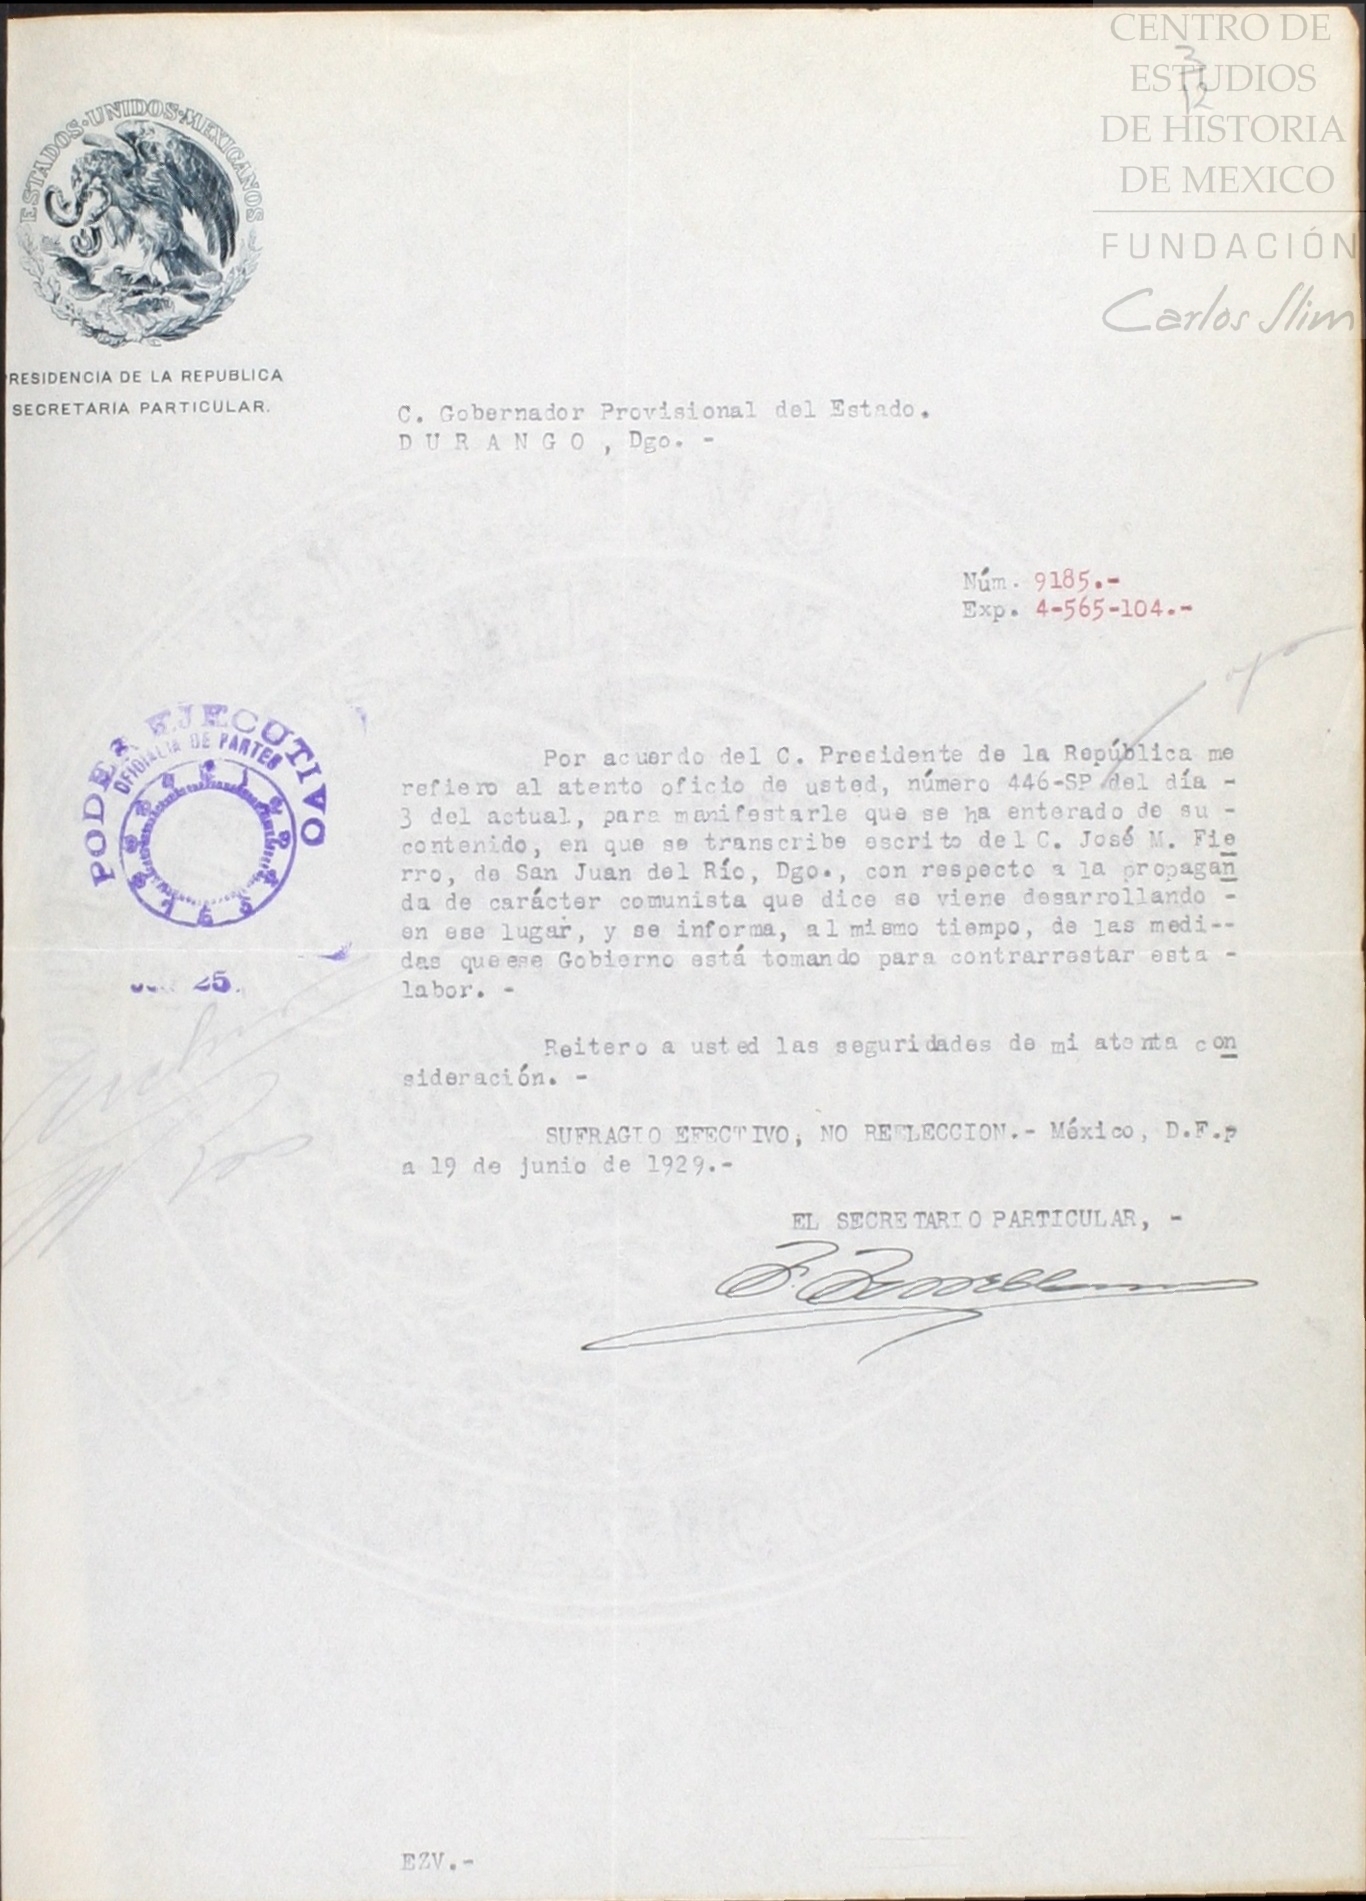 CENTRO DE
ESTUDIOS
DE HISTORIA
DE MEXICO
FUNDACIÓN
Carlos Slim
3
12
ESTADOS·UNIDOS·MEXICANOS
RESIDENCIA DE LA REPUBLICA
SECRETARIA PARTICULAR.
C. Gobernador Provisional del Estado.
D U R A N G O , Dgo. -
Núm. 9185.-
Exp. 4-565-104.-
PODER EJECUTIVO
OFICIALIA DE PARTES
25.
Por acuerdo del C. Presidente de la República me
refiero al atento oficio de usted, número 446-SP del día -
3 del actual, para manifestarle que se ha enterado de su -
contenido, en que se transcribe escrito del C. José M. Fie
rro, de San Juan del Río, Dgo., con respecto a la propagan
da de carácter comunista que dice se viene desarrollando -
en ese lugar, y se informa, al mismo tiempo, de las medi--
das queese Gobierno está tomando para contrarrestar esta -
labor. -
Reitero a usted las seguridades de mi atenta con
sideración. -
SUFRAGIO EFECTIVO, NO REELECCION.- México, D.F.,
a 19 de junio de 1929.-
EL SECRETARIO PARTICULAR, -
EZV.-